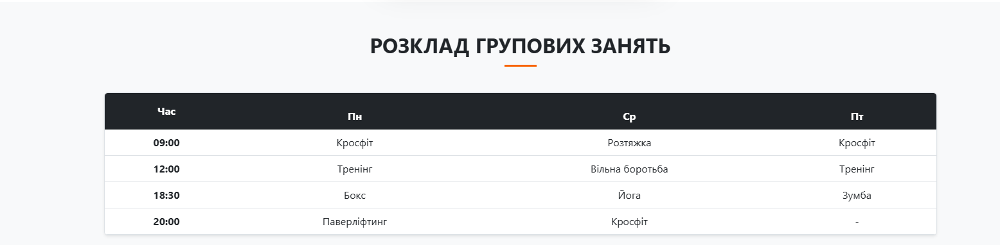 РОЗКЛАД ГРУПОВИХ ЗАНЯТЬ
Час Пн Ср Пт
09:00 Кросфіт Розтяжка Кросфіт
12:00 Тренінг Вільна боротьба Тренінг
18:30 Бокс Йога Зумба
20:00 Паверліфтинг Кросфіт -